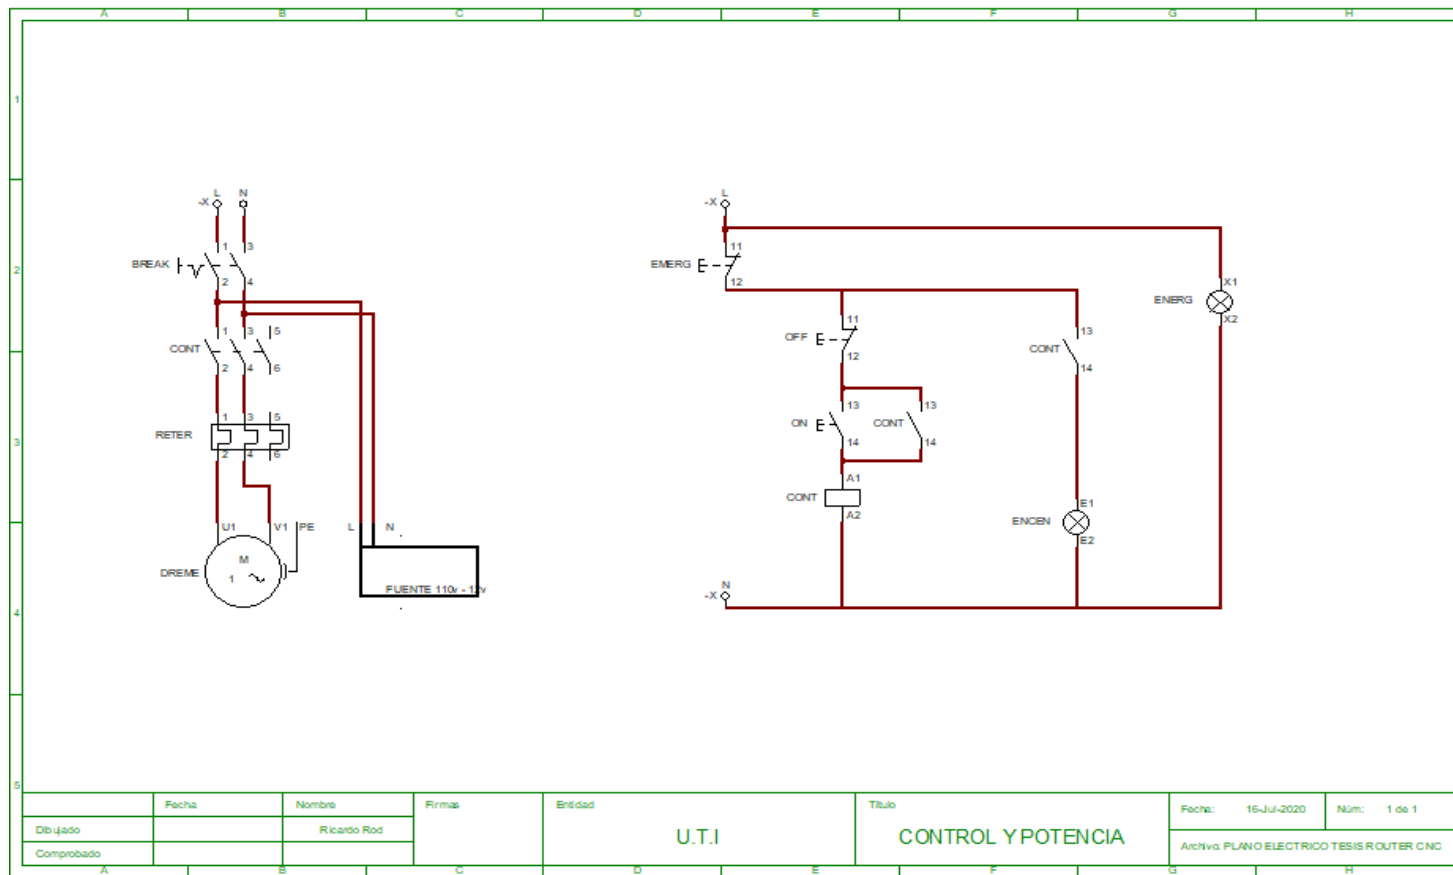 A B C D E F G H
1
2
3
4
5
L N
-X
1 3
BREAK
2 4
1 3 5
CONT
2 4 6
1 3 5
RETER
2 4 6
U1 V1 PE
M
1
DREME
L N
FUENTE 110v - 12v
L
-X
11
EMERG
12
11
OFF
12
13
ON
14
13
CONT
14
A1
CONT
A2
13
CONT
14
E1
ENCEN
E2
X1
ENERG
X2
N
-X
Fecha Nombre Firmas Entidad Título Fecha: 16-Jul-2020 Núm: 1 de 1
Dibujado Ricardo Rod U.T.I CONTROL Y POTENCIA
Comprobado Archivo: PLANO ELECTRICO TESIS ROUTER CNC
A B C D E F G H